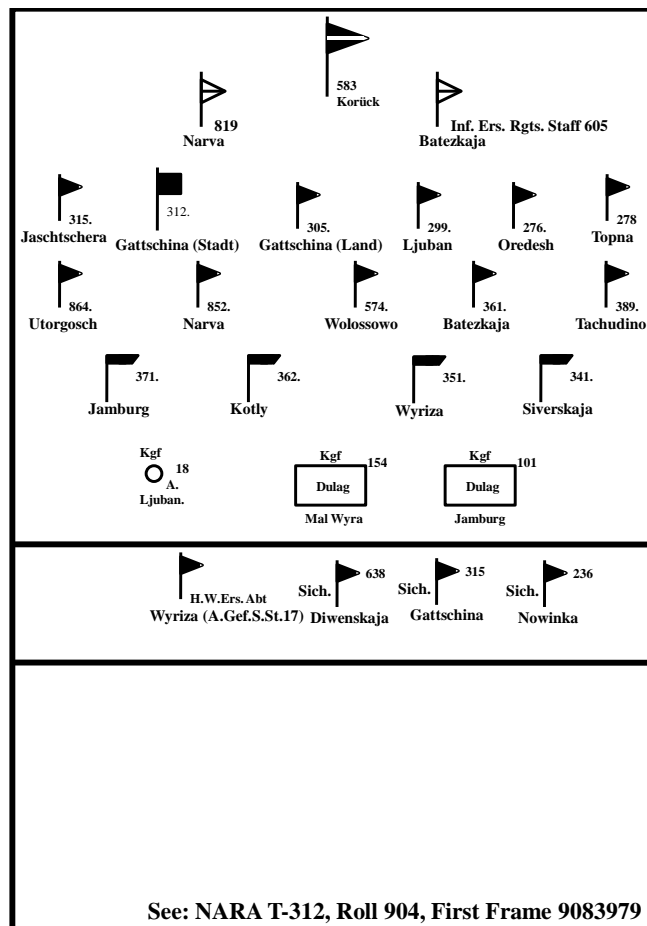 583
Korück
819
Narva
Inf. Ers. Rgts. Staff 605
Batezkaja
315.
Jaschtschera
312.
Gattschina (Stadt)
305.
Gattschina (Land)
299.
Ljuban
276.
Oredesh
278
Topna
864.
Utorgosch
852.
Narva
574.
Wolossowo
361.
Batezkaja
389.
Tachudino
371.
Jamburg
362.
Kotly
351.
Wyriza
341.
Siverskaja
Kgf
18
A.
Ljuban.
Kgf
154
Dulag
Mal Wyra
Kgf
101
Dulag
Jamburg
H.W.Ers. Abt
Wyriza (A.Gef.S.St.17)
Sich.
638
Diwenskaja
Sich.
315
Gattschina
Sich.
236
Nowinka
See: NARA T-312, Roll 904, First Frame 9083979